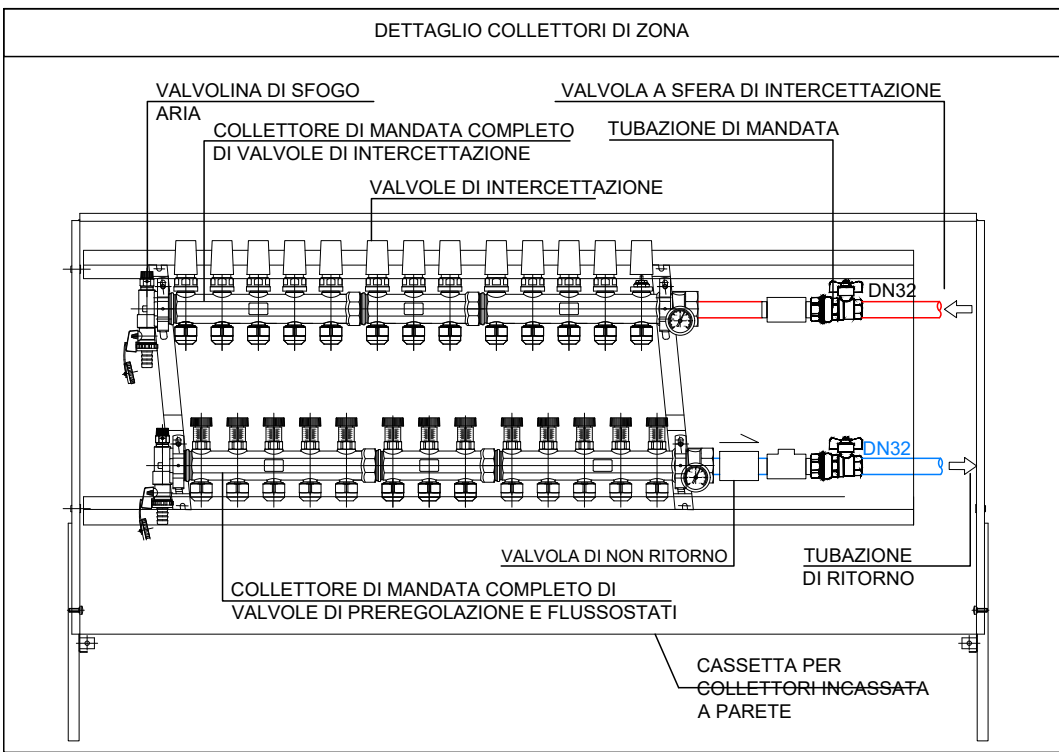 DETTAGLIO COLLETTORI DI ZONA
VALVOLINA DI SFOGO
ARIA
VALVOLA A SFERA DI INTERCETTAZIONE
COLLETTORE DI MANDATA COMPLETO
DI VALVOLE DI INTERCETTAZIONE
TUBAZIONE DI MANDATA
VALVOLE DI INTERCETTAZIONE
DN32
DN32
VALVOLA DI NON RITORNO
TUBAZIONE
DI RITORNO
COLLETTORE DI MANDATA COMPLETO DI
VALVOLE DI PREREGOLAZIONE E FLUSSOSTATI
CASSETTA PER
COLLETTORI INCASSATA
A PARETE